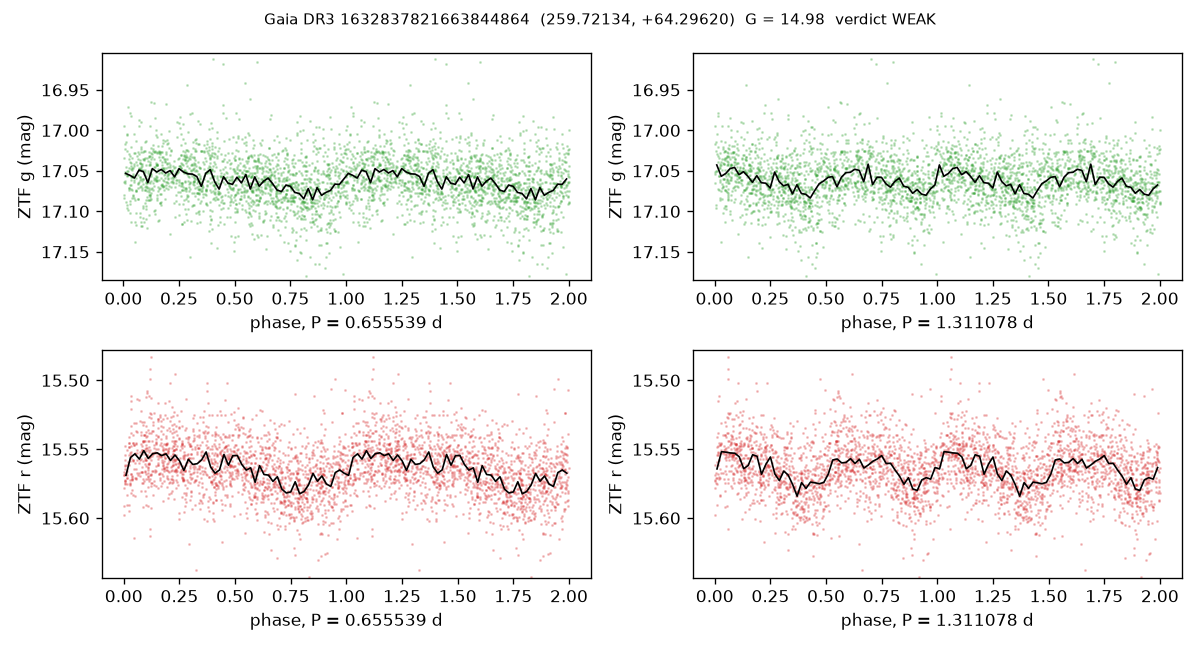 Gaia DR3 1632837821663844864  (259.72134, +64.29620)  G = 14.98  verdict WEAK
ZTF g (mag)
16.95
17.00
17.05
17.10
17.15
0.00 0.25 0.50 0.75 1.00 1.25 1.50 1.75 2.00
phase, P = 0.655539 d
ZTF g (mag)
16.95
17.00
17.05
17.10
17.15
0.00 0.25 0.50 0.75 1.00 1.25 1.50 1.75 2.00
phase, P = 1.311078 d
ZTF r (mag)
15.50
15.55
15.60
0.00 0.25 0.50 0.75 1.00 1.25 1.50 1.75 2.00
phase, P = 0.655539 d
ZTF r (mag)
15.50
15.55
15.60
0.00 0.25 0.50 0.75 1.00 1.25 1.50 1.75 2.00
phase, P = 1.311078 d